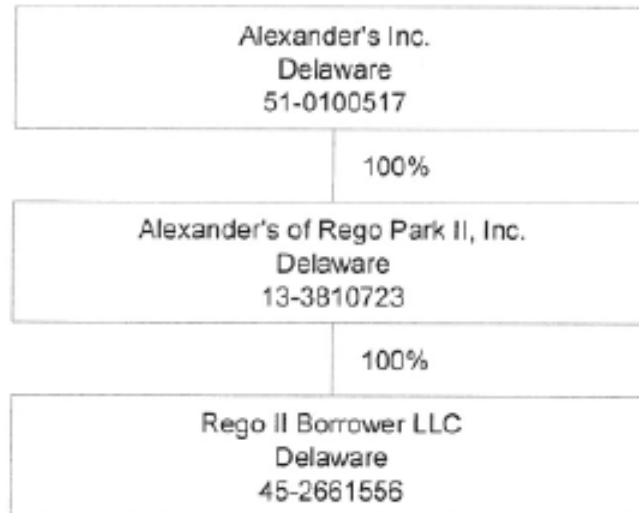 Alexander's Inc.
Delaware
51-0100517
100%
Alexander's of Rego Park II, Inc.
Delaware
13-3810723
100%
Rego II Borrower LLC
Delaware
45-2661556